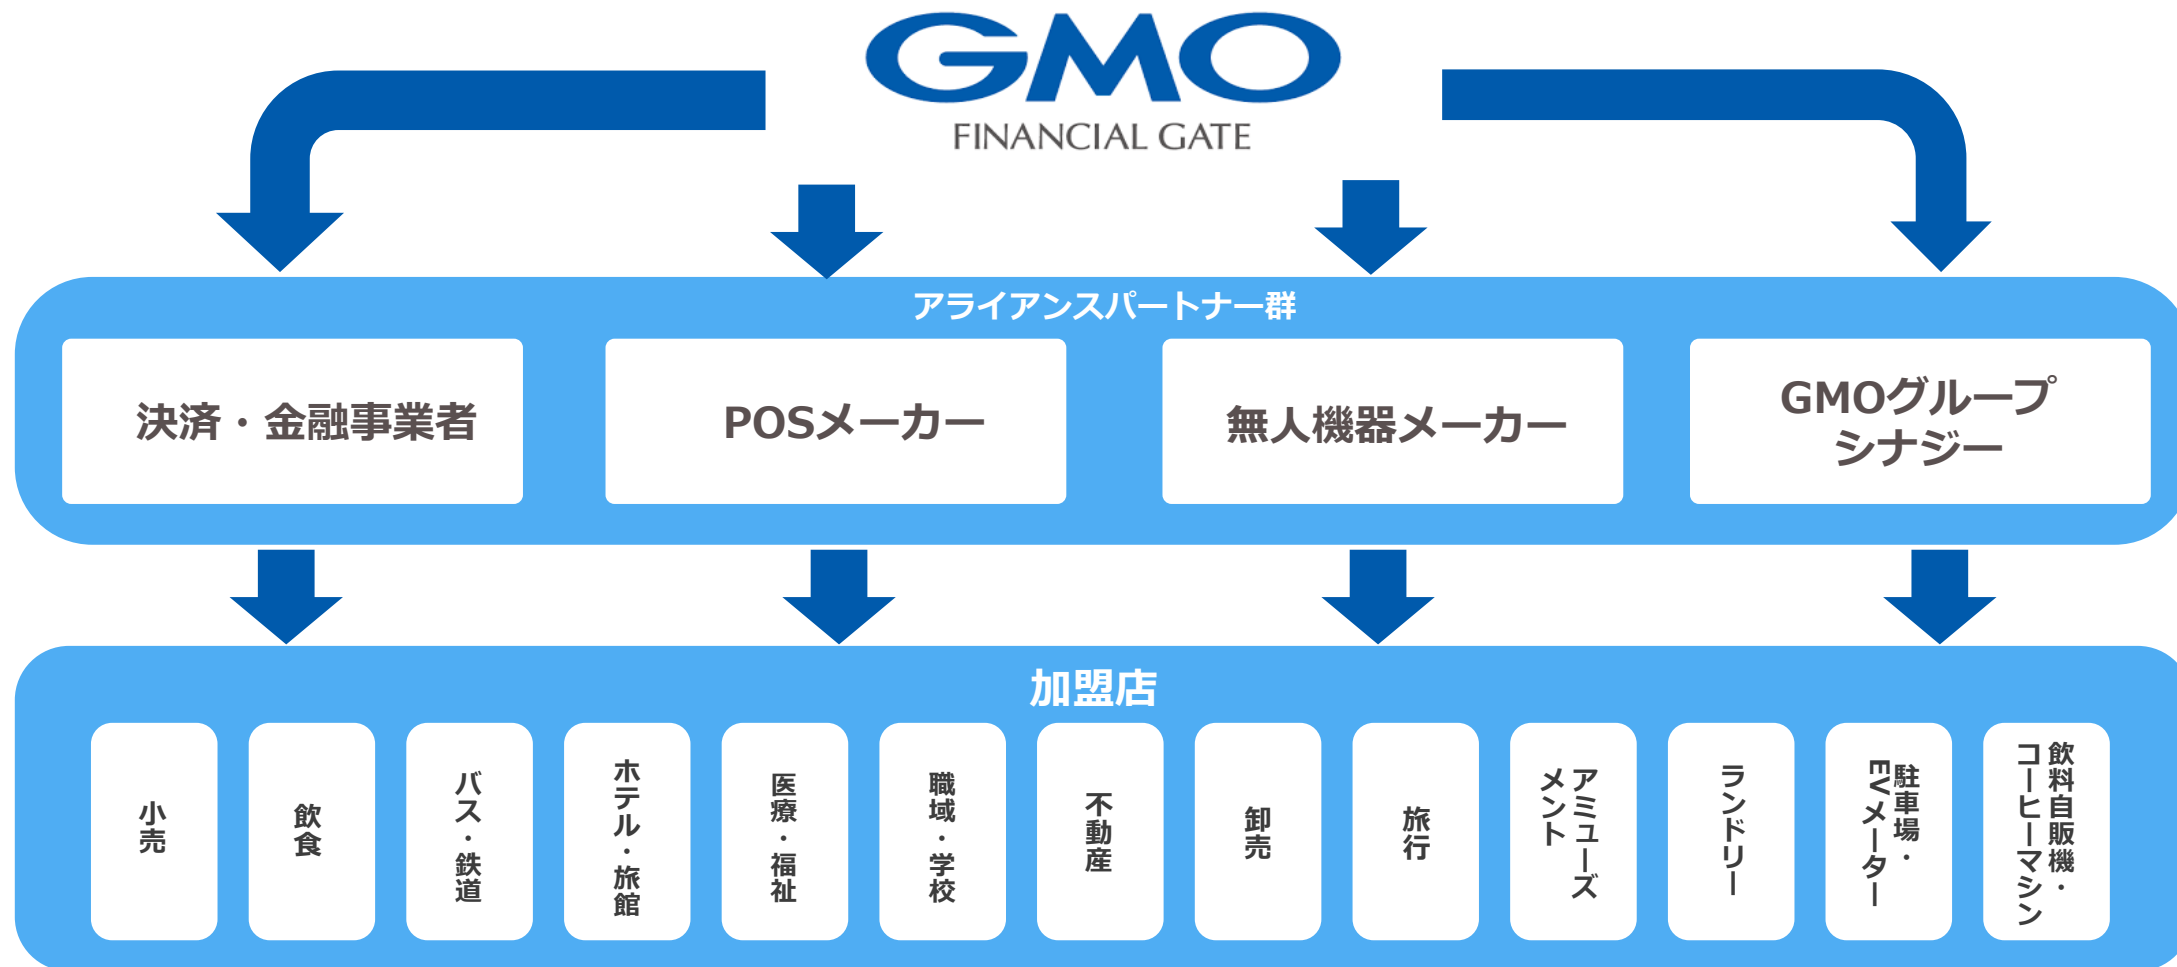 GMO
FINANCIAL GATE
アライアンスパートナー群
決済・金融事業者
POSメーカー
無人機器メーカー
GMOグループ
シナジー
加盟店
小売
飲食
バス・鉄道
ホテル・旅館
医療・福祉
職域・学校
不動産
卸売
旅行
アミューズ
メント
ランドリー
駐車場・
EVメーター
飲料自販機・
コーヒーマシン